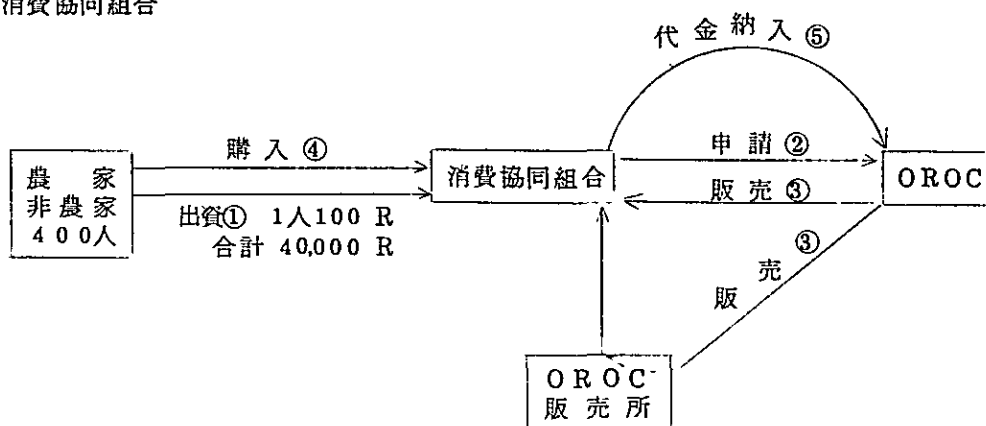 消費協同組合
代金納入⑤
購入④
申請②
農家
非農家
400人
消費協同組合
OROC
出資① 1人100 R
合計 40,000 R
販売③
販売③
OROC
販売所